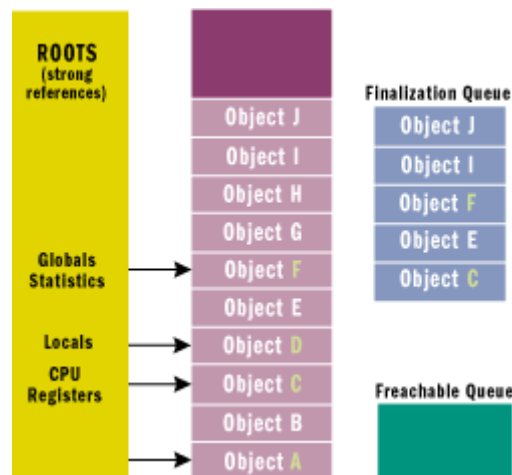 ROOTS
(strong
references)
Globals
Statistics
Locals
CPU
Registers
Object J
Object I
Object H
Object G
Object F
Object E
Object D
Object C
Object B
Object A
Finalization Queue
Object J
Object I
Object F
Object E
Object C
Freachable Queue